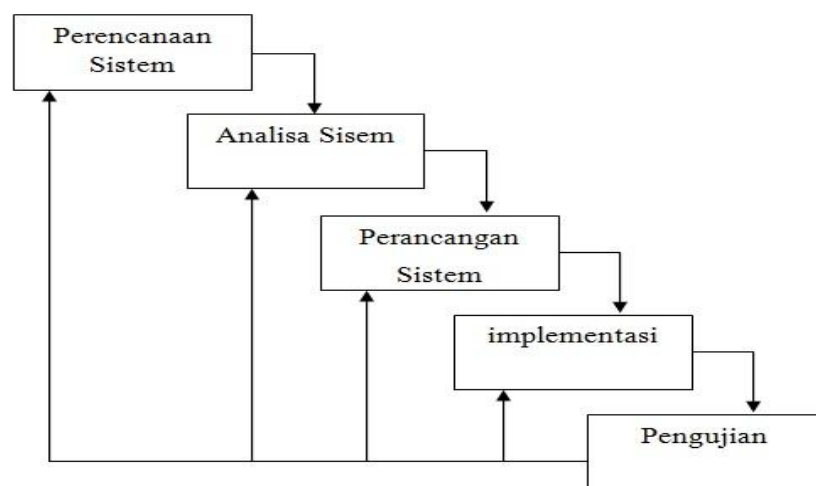 Perencanaan
Sistem
Analisa Sisem
Perancangan
Sistem
implementasi
Pengujian